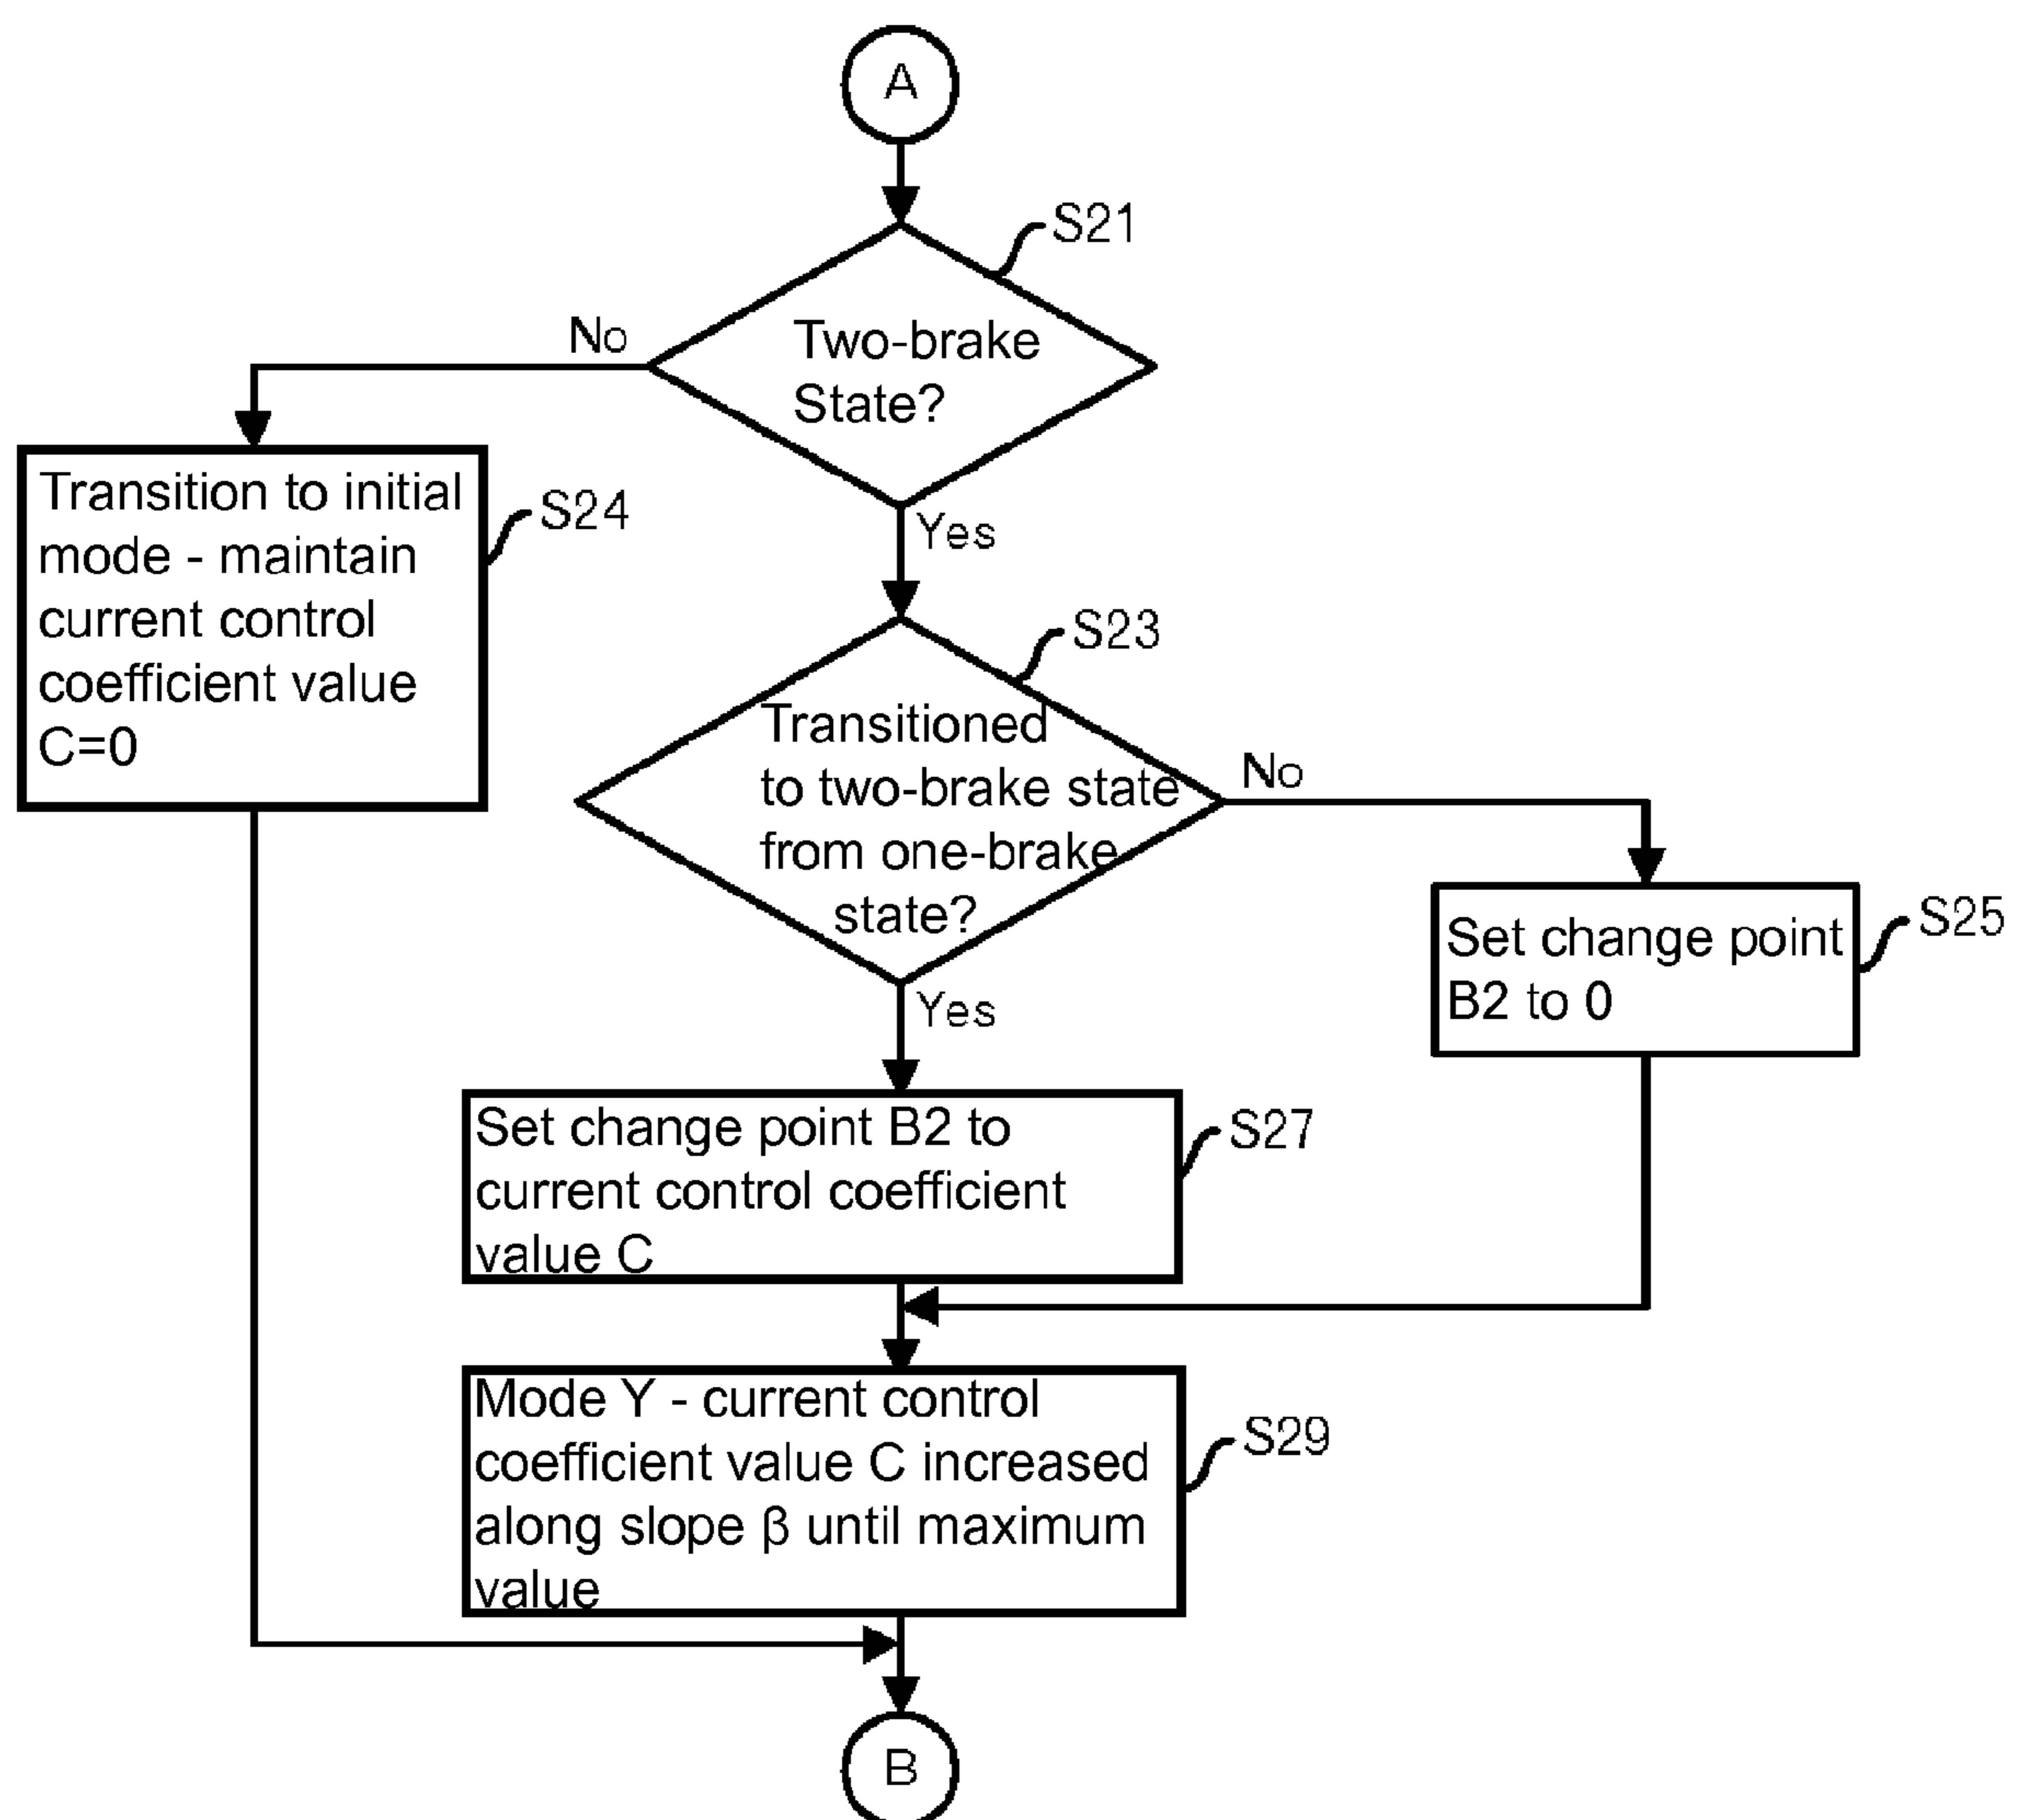 A
S21
No
Two-brake
State?
Transition to initial
mode - maintain
current control
coefficient value
C=0
S24
Yes
S23
Transitioned
to two-brake state
from one-brake
state?
No
S25
Set change point
B2 to 0
Yes
Set change point B2 to
current control coefficient
value C
S27
Mode Y - current control
coefficient value C increased
along slope β until maximum
value
S29
B